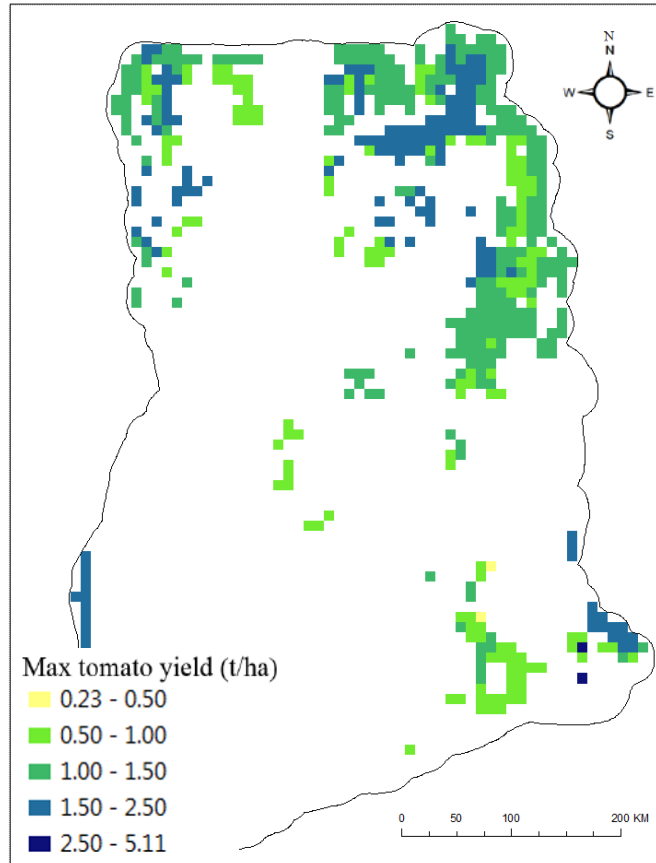 N
N
W E
S
Max tomato yield (t/ha)
0.23 - 0.50
0.50 - 1.00
1.00 - 1.50
1.50 - 2.50
2.50 - 5.11
0 50 100 200 KM